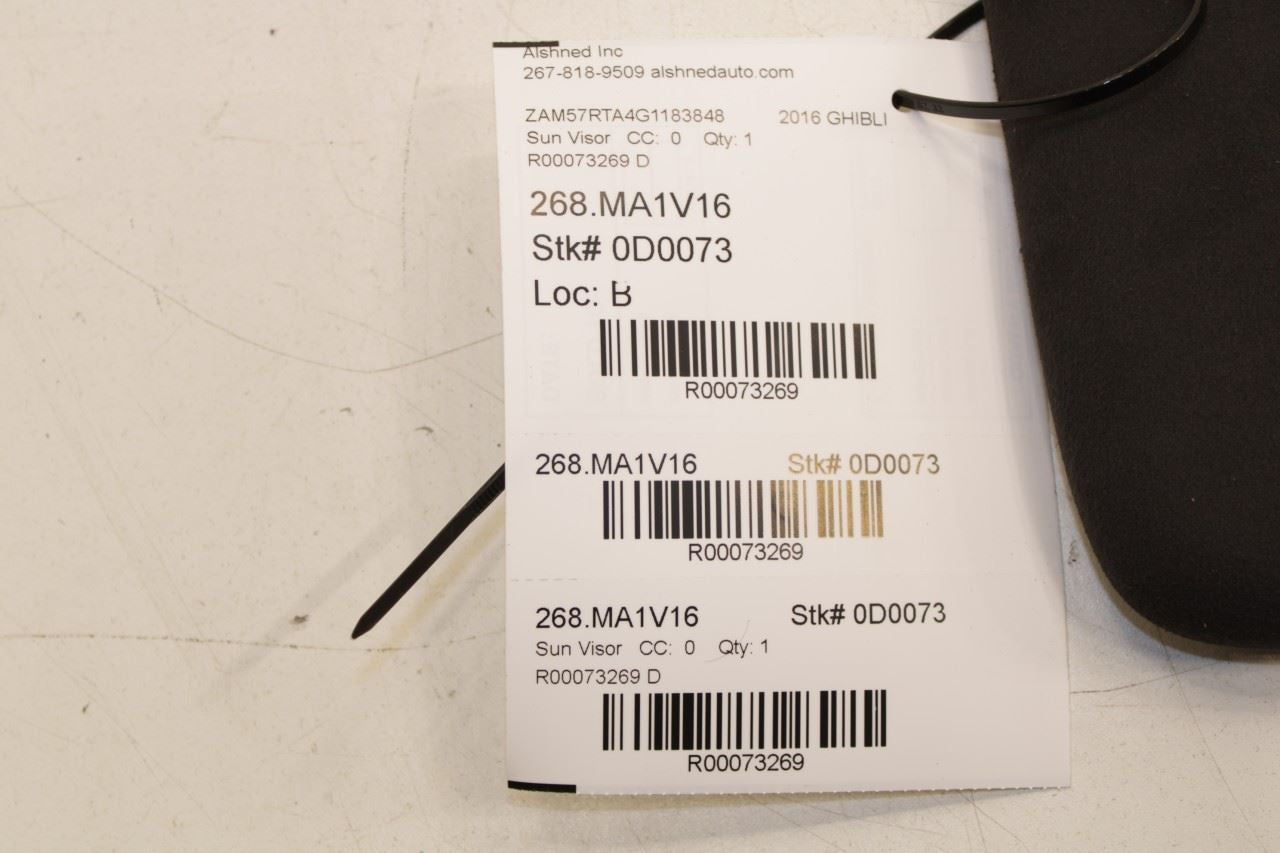 Alshned Inc
267-818-9509 alshnedauto.com
ZAM57RTA4G1183848 2016 GHIBLI
Sun Visor CC: 0 Qty: 1
R00073269 D
268.MA1V16
Stk# 0D0073
Loc: B
R00073269
268.MA1V16 Stk# 0D0073
R00073269
268.MA1V16 Stk# 0D0073
Sun Visor CC: 0 Qty: 1
R00073269 D
R00073269